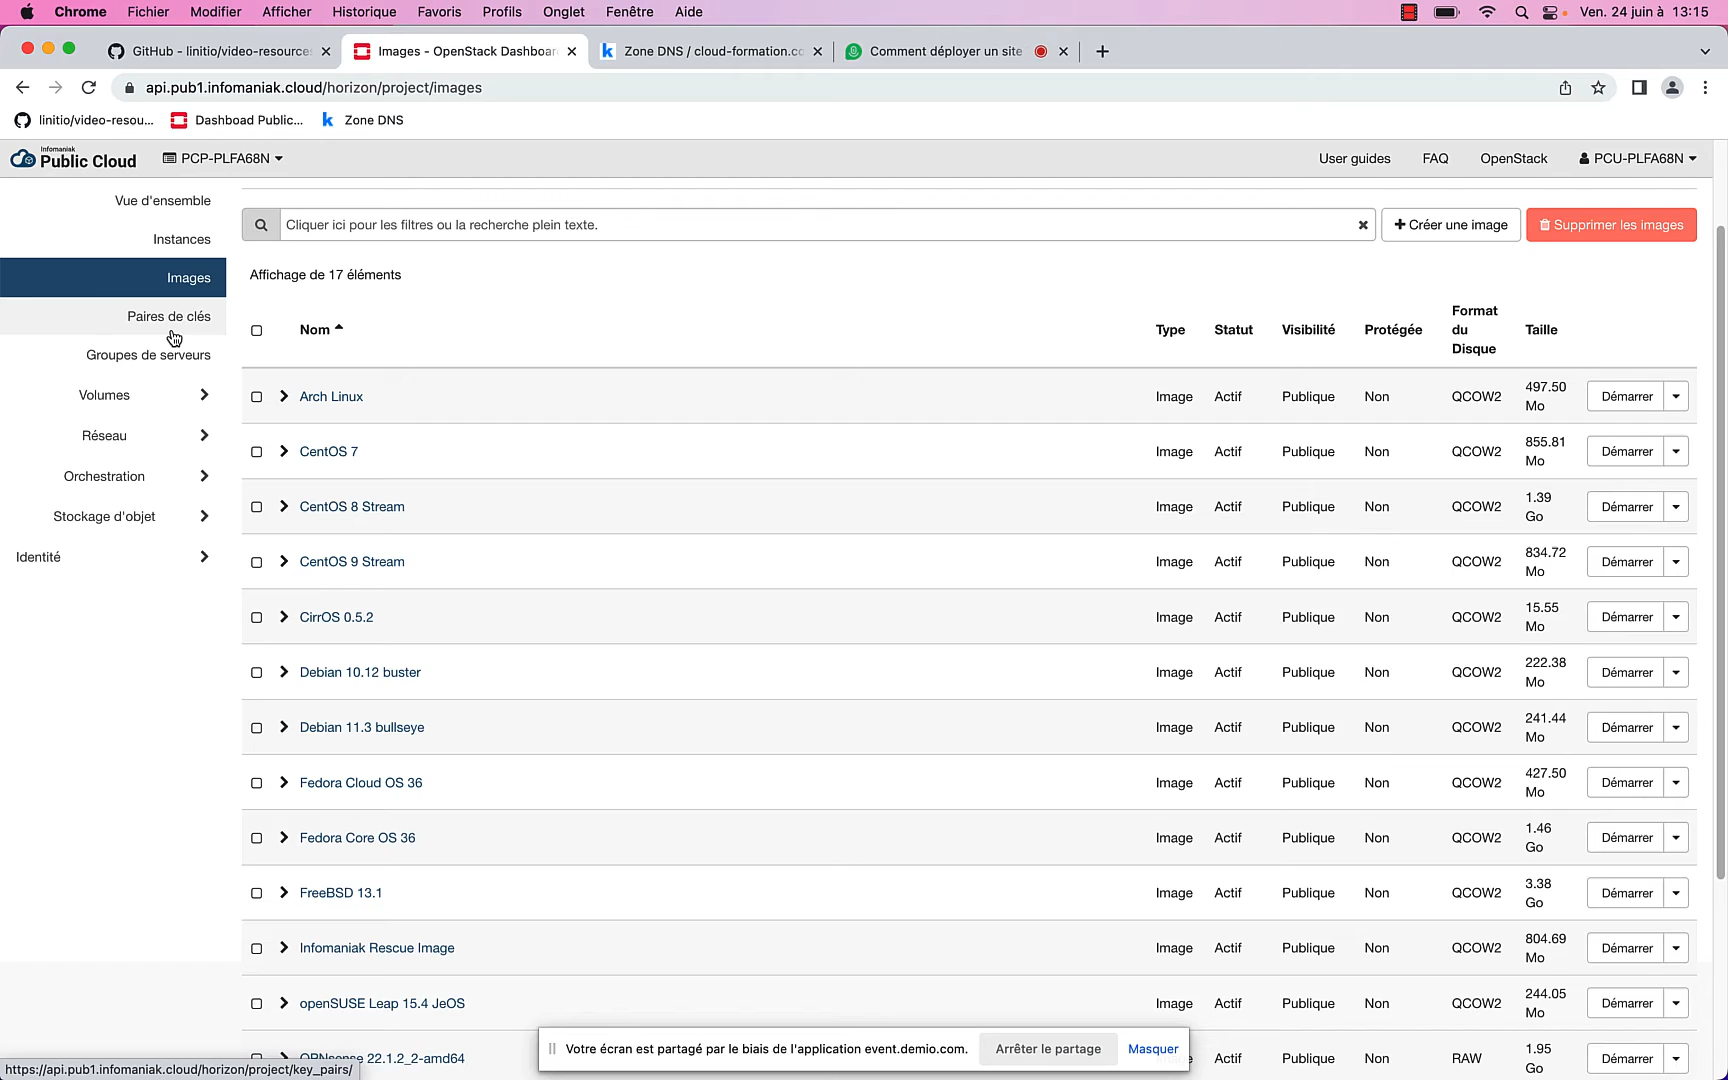 Chrome Fichier Modifier Afficher Historique Favoris Profils Onglet Fenêtre Aide Ven. 24 juin à 13:15
GitHub - linitio/video-resources Images - OpenStack Dashboar Zone DNS / cloud-formation.co Comment déployer un site
api.pub1.infomaniak.cloud/horizon/project/images
linitio/video-resou... Dashboad Public... Zone DNS
Infomaniak
Public Cloud PCP-PLFA68N User guides FAQ OpenStack PCU-PLFA68N
Vue d'ensemble
Instances
Images
Paires de clés
Groupes de serveurs
Volumes
Réseau
Orchestration
Stockage d'objet
Identité
Cliquer ici pour les filtres ou la recherche plein texte. Créer une image Supprimer les images
Affichage de 17 éléments
Nom Type Statut Visibilité Protégée Format du Disque Taille
Arch Linux Image Actif Publique Non QCOW2 497.50 Mo Démarrer
CentOS 7 Image Actif Publique Non QCOW2 855.81 Mo Démarrer
CentOS 8 Stream Image Actif Publique Non QCOW2 1.39 Go Démarrer
CentOS 9 Stream Image Actif Publique Non QCOW2 834.72 Mo Démarrer
CirrOS 0.5.2 Image Actif Publique Non QCOW2 15.55 Mo Démarrer
Debian 10.12 buster Image Actif Publique Non QCOW2 222.38 Mo Démarrer
Debian 11.3 bullseye Image Actif Publique Non QCOW2 241.44 Mo Démarrer
Fedora Cloud OS 36 Image Actif Publique Non QCOW2 427.50 Mo Démarrer
Fedora Core OS 36 Image Actif Publique Non QCOW2 1.46 Go Démarrer
FreeBSD 13.1 Image Actif Publique Non QCOW2 3.38 Go Démarrer
Infomaniak Rescue Image Image Actif Publique Non QCOW2 804.69 Mo Démarrer
openSUSE Leap 15.4 JeOS Image Actif Publique Non QCOW2 244.05 Mo Démarrer
OPNsense 22.1.2_2-amd64 Non RAW 1.95 Go Démarrer
Votre écran est partagé par le biais de l'application event.demio.com. Arrêter le partage Masquer
https://api.pub1.infomaniak.cloud/horizon/project/key_pairs/